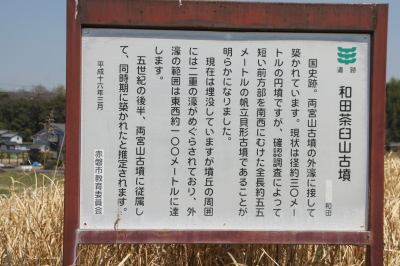 遺跡
和田茶臼山古墳
和田
国史跡。両宮山古墳の外濠に接して
築かれています。現状は径約三〇メー
トルの円墳ですが、確認調査によって
短い前方部を南西にむけた全長約五五
メートルの帆立貝形古墳であることが
明らかになりました。
現在は埋没していますが墳丘の周囲
には二重の濠がめぐらされており、外
濠の範囲は東西約一〇〇メートルに達
します。
五世紀の後半、両宮山古墳に従属し
て、同時期に築かれたと推定されます。
平成十六年三月
赤磐市教育委員会